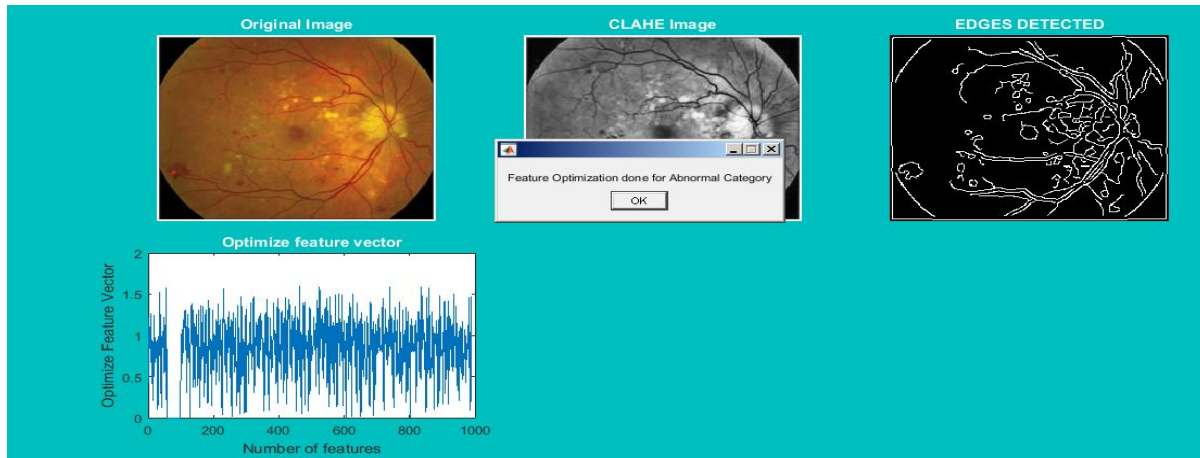 Original Image
CLAHE Image
EDGES DETECTED
Feature Optimization done for Abnormal Category
OK
Optimize feature vector
Optimize Feature Vector
2
1.5
1
0.5
0
0 200 400 600 800 1000
Number of features